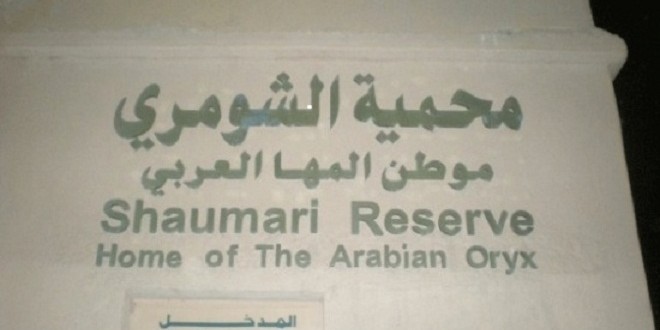 محمية الشومري
موطن المها العربي
Shaumari Reserve
Home of The Arabian Oryx
المدخل